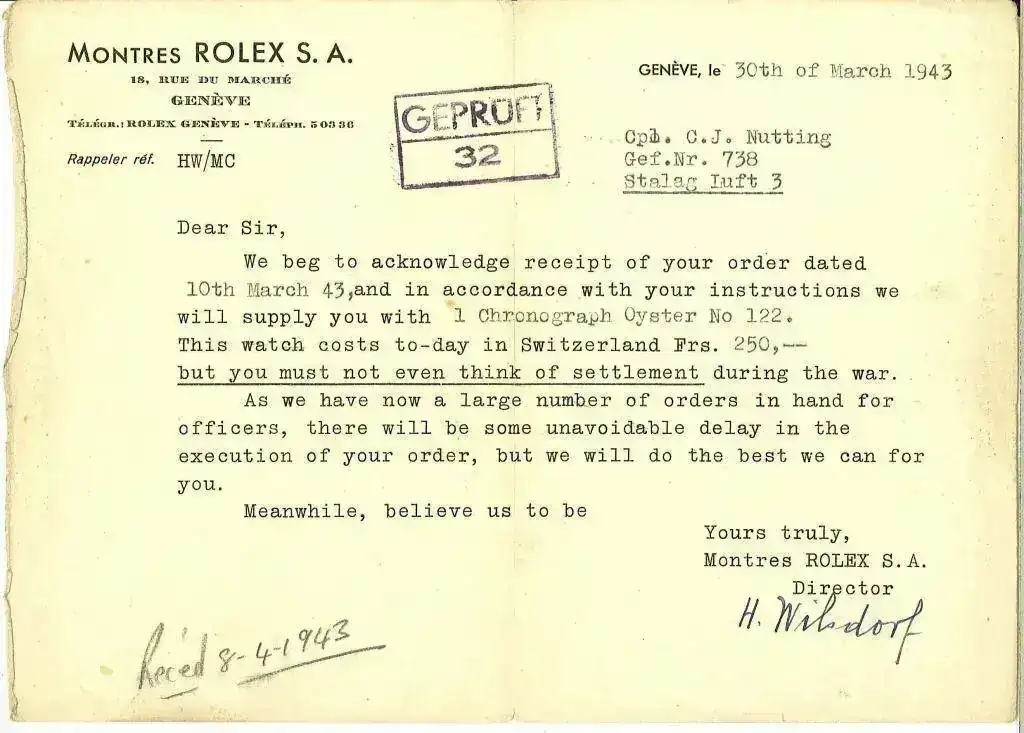 MONTRES ROLEX S. A.
18, RUE DU MARCHÉ
GENÈVE
TÉLÉGR.: ROLEX GENÈVE - TÉLÉPH. 50336
Rappeler réf. HW/MC
GEPRÜFT
32
GENÈVE, le 30th of March 1943
Cpl. C.J. Nutting
Gef.Nr. 738
Stalag Luft 3
Dear Sir,
We beg to acknowledge receipt of your order dated
10th March 43,and in accordance with your instructions we
will supply you with 1 Chronograph Oyster No 122.
This watch costs to-day in Switzerland Frs. 250,--
but you must not even think of settlement during the war.
As we have now a large number of orders in hand for
officers, there will be some unavoidable delay in the
execution of your order, but we will do the best we can for
you.
Meanwhile, believe us to be
Yours truly,
Montres ROLEX S.A.
Director
H. Wilsdorf
Reced 8-4-1943